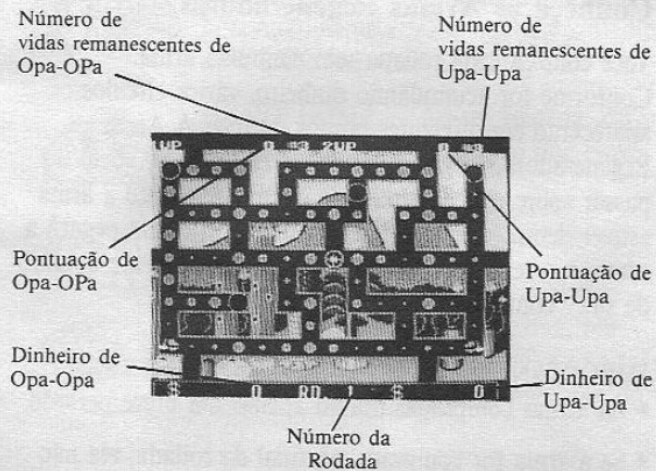 Número de
vidas remanescentes de
Opa-OPa
Número de
vidas remanescentes de
Upa-Upa
1UP 0 3 2UP 0 3
Pontuação de
Opa-OPa
Pontuação de
Upa-Upa
Dinheiro de
Opa-Opa
$ 0 RD. 1 $ 0
Dinheiro de
Upa-Upa
Número da
Rodada